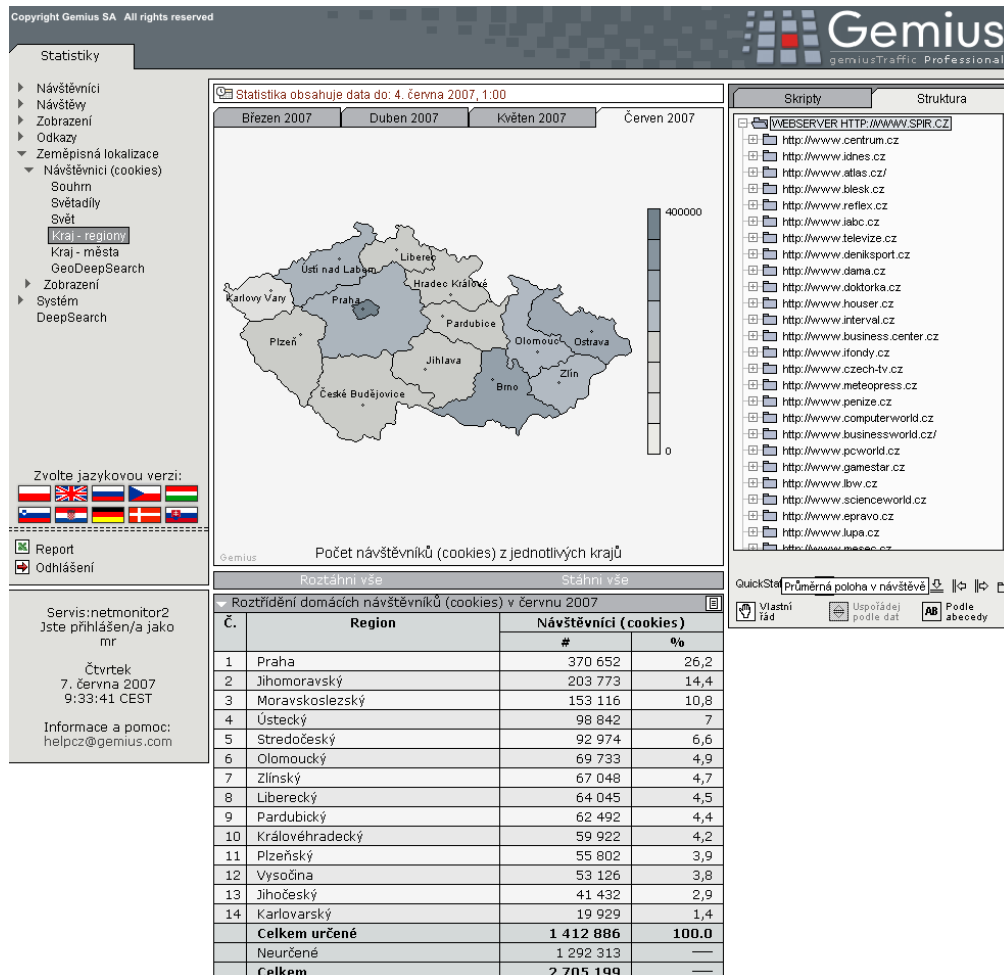 Copyright Gemius SA All rights reserved
Gemius
gemiusTraffic Professional
Statistiky
Návštěvníci
Návštěvy
Zobrazení
Odkazy
Zeměpisná lokalizace
Návštěvnici (cookies)
Souhrn
Světadíly
Svět
Kraj - regiony
Kraj - města
GeoDeepSearch
Zobrazení
Systém
DeepSearch
Zvolte jazykovou verzi:
Report
Odhlášení
Servis:netmonitor2
Jste přihlášen/a jako
mr
Čtvrtek
7. června 2007
9:33:41 CEST
Informace a pomoc:
helpcz@gemius.com
Statistika obsahuje data do: 4. června 2007, 1:00
Březen 2007 Duben 2007 Květen 2007 Červen 2007
400000
Liberec
Ústí nad Labem
Hradec Králové
Karlovy Vary
Praha
Pardubice
Plzeň
Olomouc Ostrava
Jihlava
Zlín
Brno
České Budějovice
0
Gemius
Počet návštěvníků (cookies) z jednotlivých krajů
Roztáhni vše Stáhni vše
Roztřídění domácích návštěvníků (cookies) v červnu 2007
Č. Region Návštěvníci (cookies)
# %
1 Praha 370 652 26,2
2 Jihomoravský 203 773 14,4
3 Moravskoslezský 153 116 10,8
4 Ústecký 98 842 7
5 Stredočeský 92 974 6,6
6 Olomoucký 69 733 4,9
7 Zlínský 67 048 4,7
8 Liberecký 64 045 4,5
9 Pardubický 62 492 4,4
10 Královéhradecký 59 922 4,2
11 Plzeňský 55 802 3,9
12 Vysočina 53 126 3,8
13 Jihočeský 41 432 2,9
14 Karlovarský 19 929 1,4
Celkem určené 1 412 886 100.0
Neurčené 1 292 313 —
Celkem 2 705 199 —
Skripty Struktura
WEBSERVER HTTP://WWW.SPIR.CZ
http://www.centrum.cz
http://www.idnes.cz
http://www.atlas.cz/
http://www.blesk.cz
http://www.reflex.cz
http://www.iabc.cz
http://www.televize.cz
http://www.deniksport.cz
http://www.dama.cz
http://www.doktorka.cz
http://www.houser.cz
http://www.interval.cz
http://www.business.center.cz
http://www.ifondy.cz
http://www.czech-tv.cz
http://www.meteopress.cz
http://www.penize.cz
http://www.computerworld.cz
http://www.businessworld.cz/
http://www.pcworld.cz
http://www.gamestar.cz
http://www.lbw.cz
http://www.scienceworld.cz
http://www.epravo.cz
http://www.lupa.cz
http://www.mesec.cz
Průměrná poloha v návštěvě
Vlastní řád
Uspořádej podle dat
AB Podle abecedy